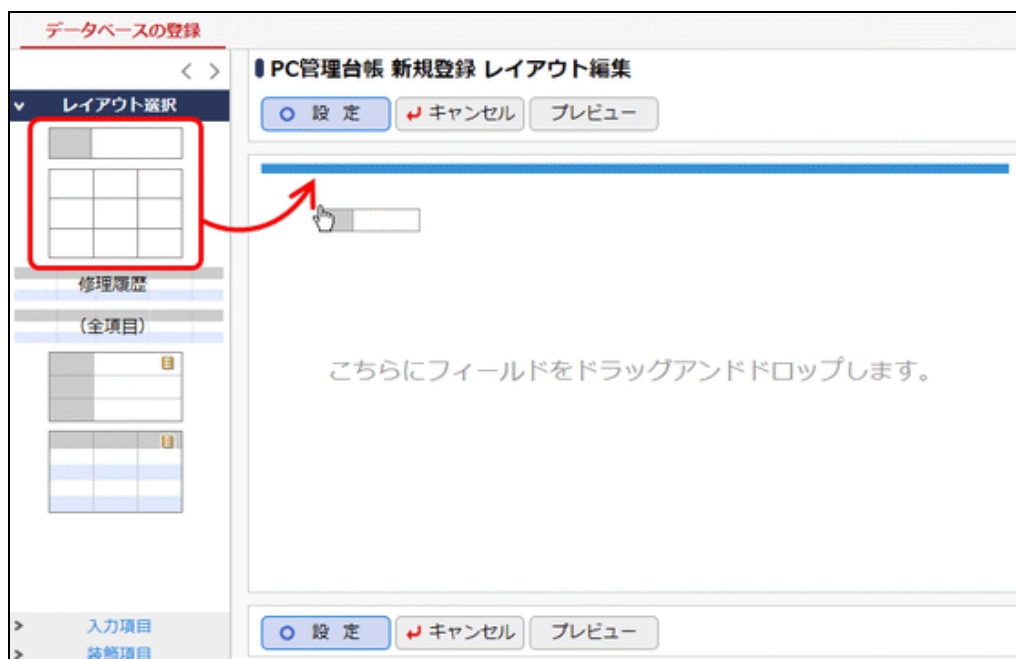 データベースの登録
< >
レイアウト選択
修理履歴
(全項目)
> 入力項目
> 装飾項目
PC管理台帳 新規登録 レイアウト編集
設 定 キャンセル プレビュー
こちらにフィールドをドラッグアンドドロップします。
設 定 キャンセル プレビュー